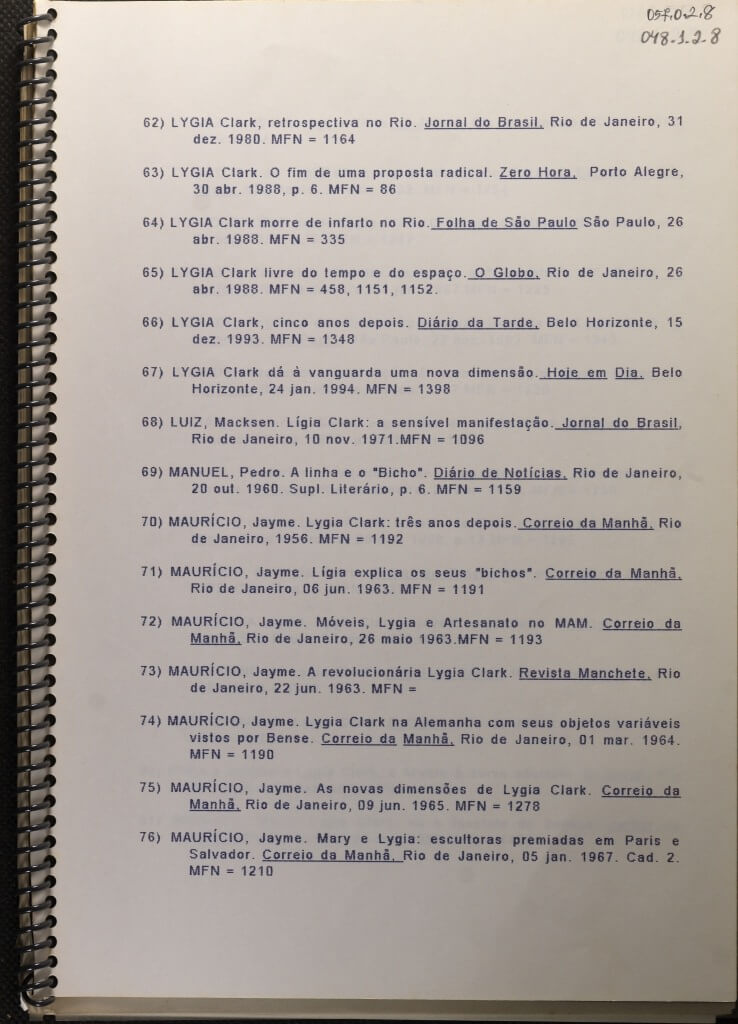 057.0.2.8
048.1.2.8
62) LYGIA Clark, retrospectiva no Rio. Jornal do Brasil, Rio de Janeiro, 31
dez. 1980. MFN = 1164
63) LYGIA Clark. O fim de uma proposta radical. Zero Hora, Porto Alegre,
30 abr. 1988, p. 6. MFN = 86
64) LYGIA Clark morre de infarto no Rio. Folha de São Paulo São Paulo, 26
abr. 1988. MFN = 335
65) LYGIA Clark livre do tempo e do espaço. O Globo, Rio de Janeiro, 26
abr. 1988. MFN = 458, 1151, 1152.
66) LYGIA Clark, cinco anos depois. Diário da Tarde, Belo Horizonte, 15
dez. 1993. MFN = 1348
67) LYGIA Clark dá à vanguarda uma nova dimensão. Hoje em Dia, Belo
Horizonte, 24 jan. 1994. MFN = 1398
68) LUIZ, Macksen. Lígia Clark: a sensível manifestação. Jornal do Brasil,
Rio de Janeiro, 10 nov. 1971.MFN = 1096
69) MANUEL, Pedro. A linha e o "Bicho". Diário de Notícias, Rio de Janeiro,
20 out. 1960. Supl. Literário, p. 6. MFN = 1159
70) MAURÍCIO, Jayme. Lygia Clark: três anos depois. Correio da Manhã, Rio
de Janeiro, 1956. MFN = 1192
71) MAURÍCIO, Jayme. Lígia explica os seus "bichos". Correio da Manhã,
Rio de Janeiro, 06 jun. 1963. MFN = 1191
72) MAURÍCIO, Jayme. Móveis, Lygia e Artesanato no MAM. Correio da
Manhã, Rio de Janeiro, 26 maio 1963.MFN = 1193
73) MAURÍCIO, Jayme. A revolucionária Lygia Clark. Revista Manchete, Rio
de Janeiro, 22 jun. 1963. MFN =
74) MAURÍCIO, Jayme. Lygia Clark na Alemanha com seus objetos variáveis
vistos por Bense. Correio da Manhã, Rio de Janeiro, 01 mar. 1964.
MFN = 1190
75) MAURÍCIO, Jayme. As novas dimensões de Lygia Clark. Correio da
Manhã, Rio de Janeiro, 09 jun. 1965. MFN = 1278
76) MAURÍCIO, Jayme. Mary e Lygia: escultoras premiadas em Paris e
Salvador. Correio da Manhã, Rio de Janeiro, 05 jan. 1967. Cad. 2.
MFN = 1210